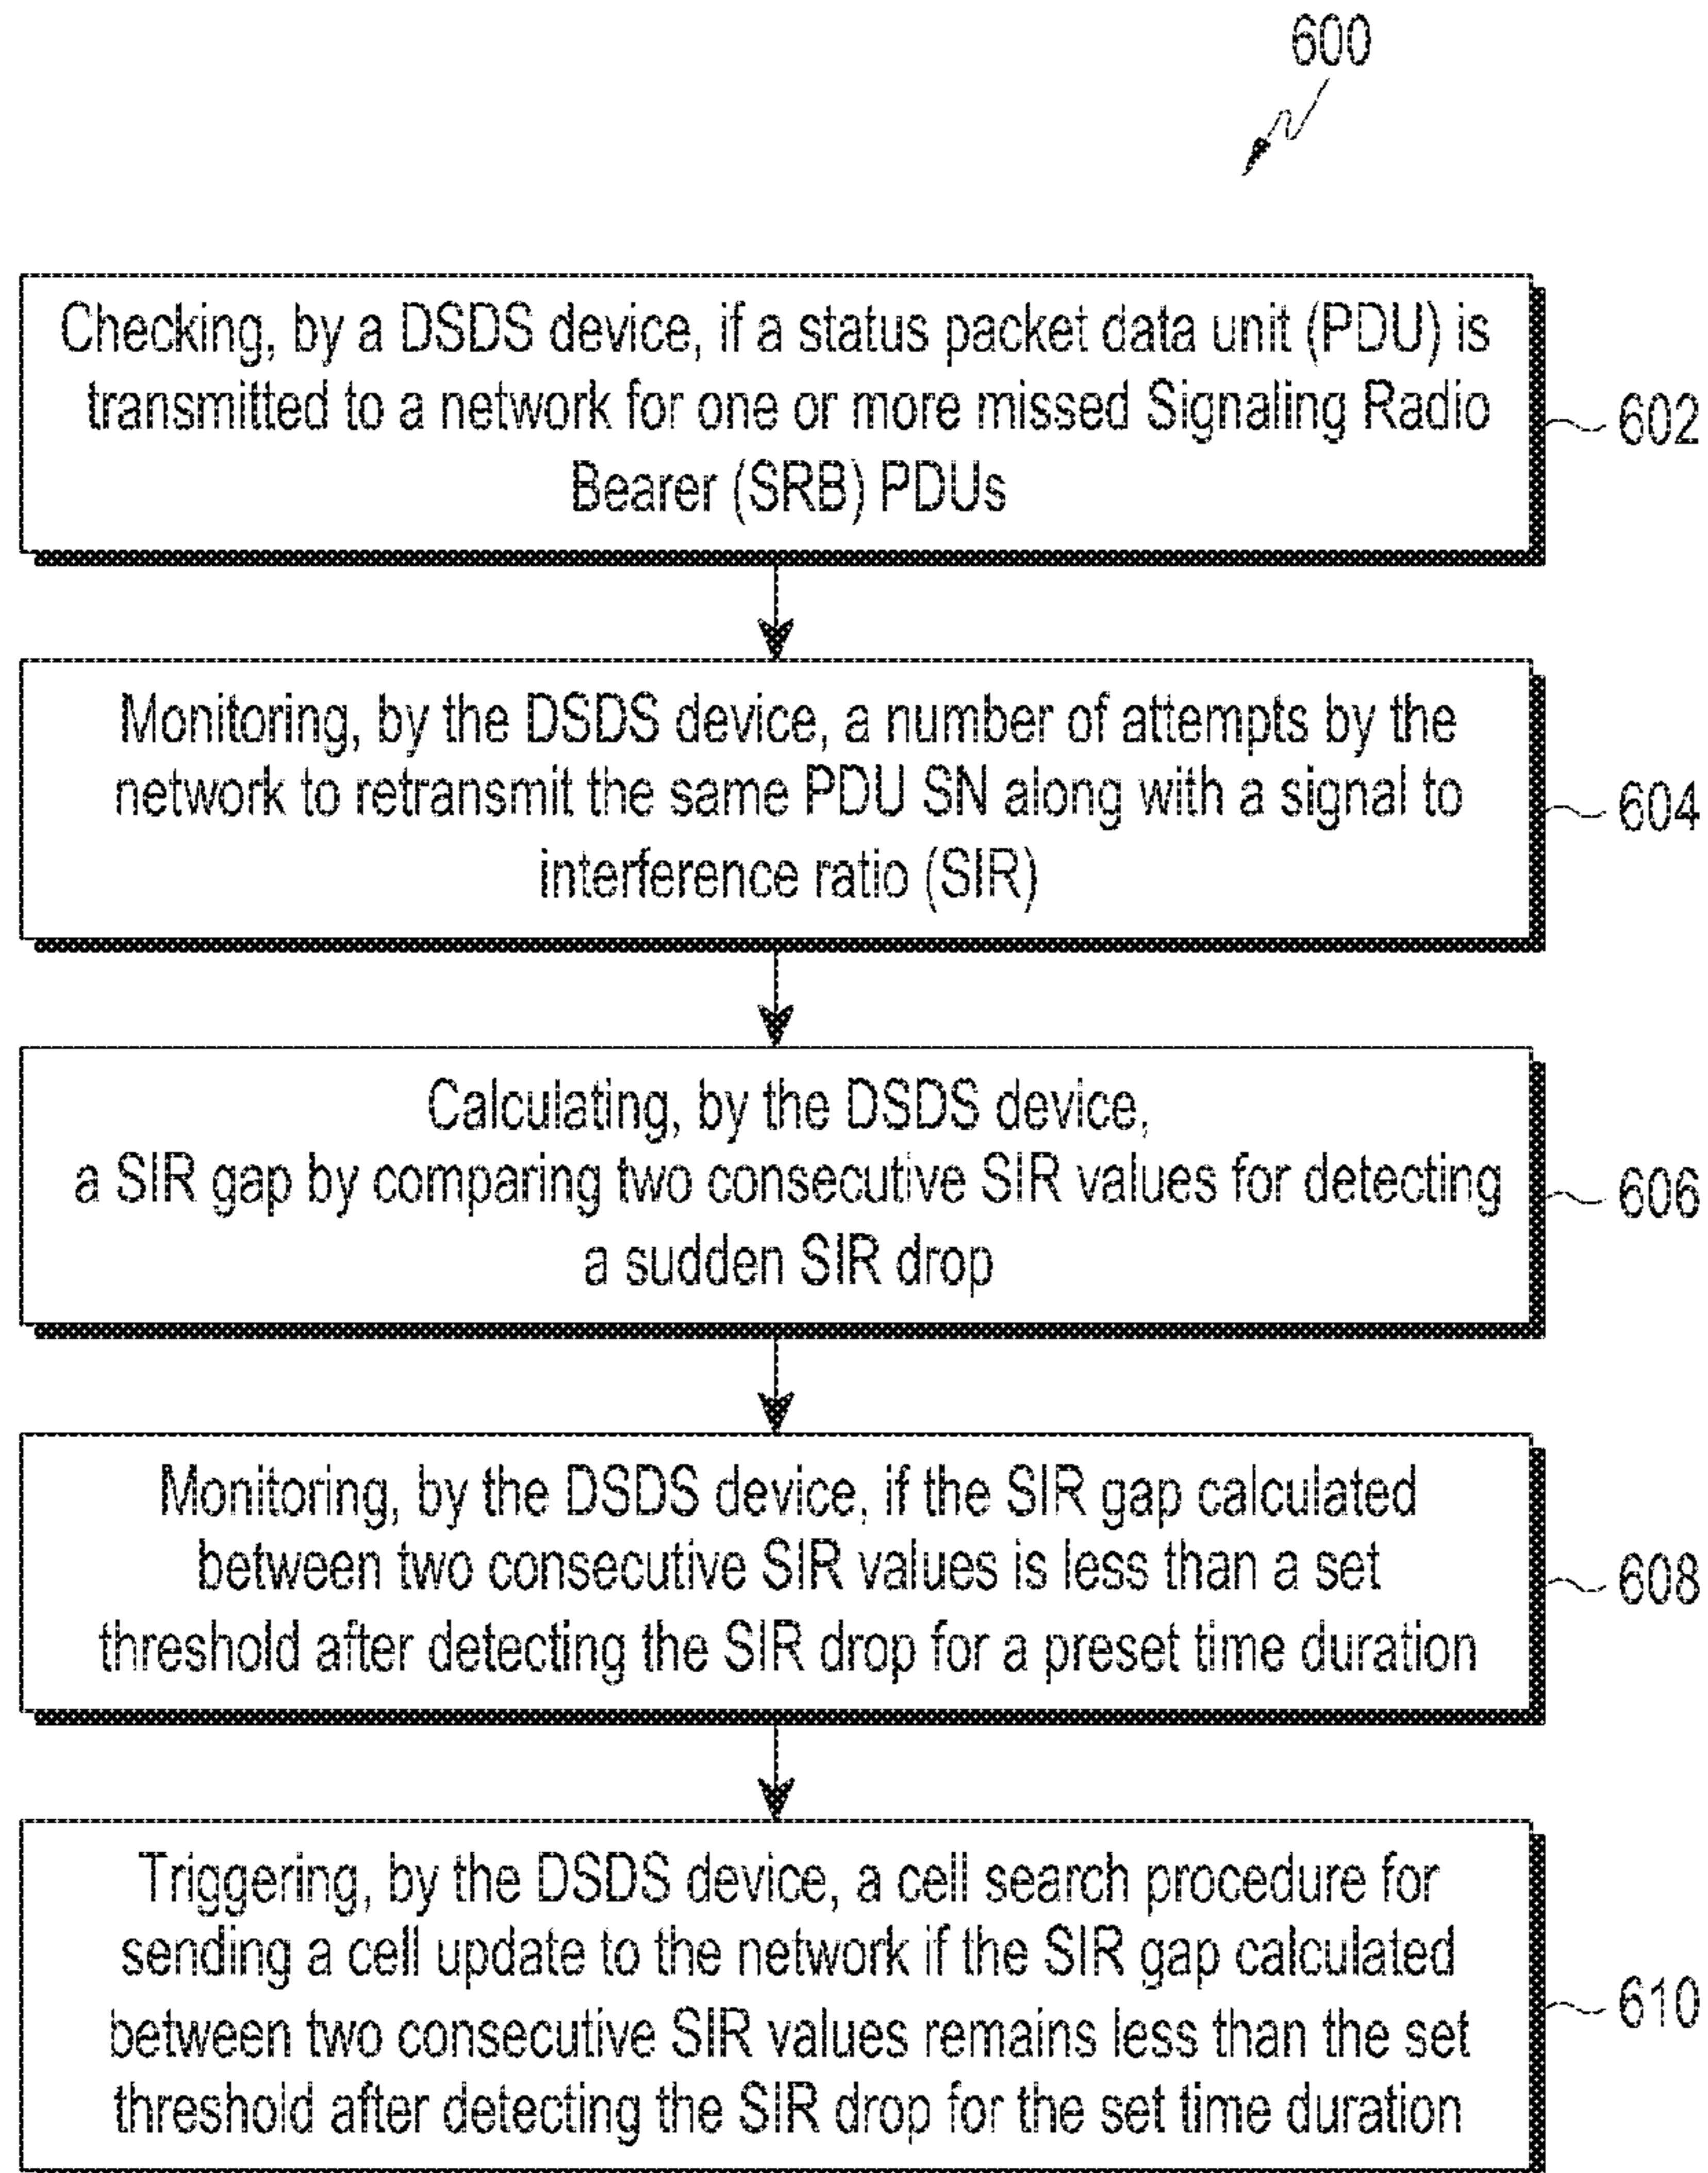 600
Checking, by a DSDS device, if a status packet data unit (PDU) is
transmitted to a network for one or more missed Signaling Radio
Bearer (SRB) PDUs
602
Monitoring, by the DSDS device, a number of attempts by the
network to retransmit the same PDU SN along with a signal to
interference ratio (SIR)
604
Calculating, by the DSDS device,
a SIR gap by comparing two consecutive SIR values for detecting
a sudden SIR drop
606
Monitoring, by the DSDS device, if the SIR gap calculated
between two consecutive SIR values is less than a set
threshold after detecting the SIR drop for a preset time duration
608
Triggering, by the DSDS device, a cell search procedure for
sending a cell update to the network if the SIR gap calculated
between two consecutive SIR values remains less than the set
threshold after detecting the SIR drop for the set time duration
610